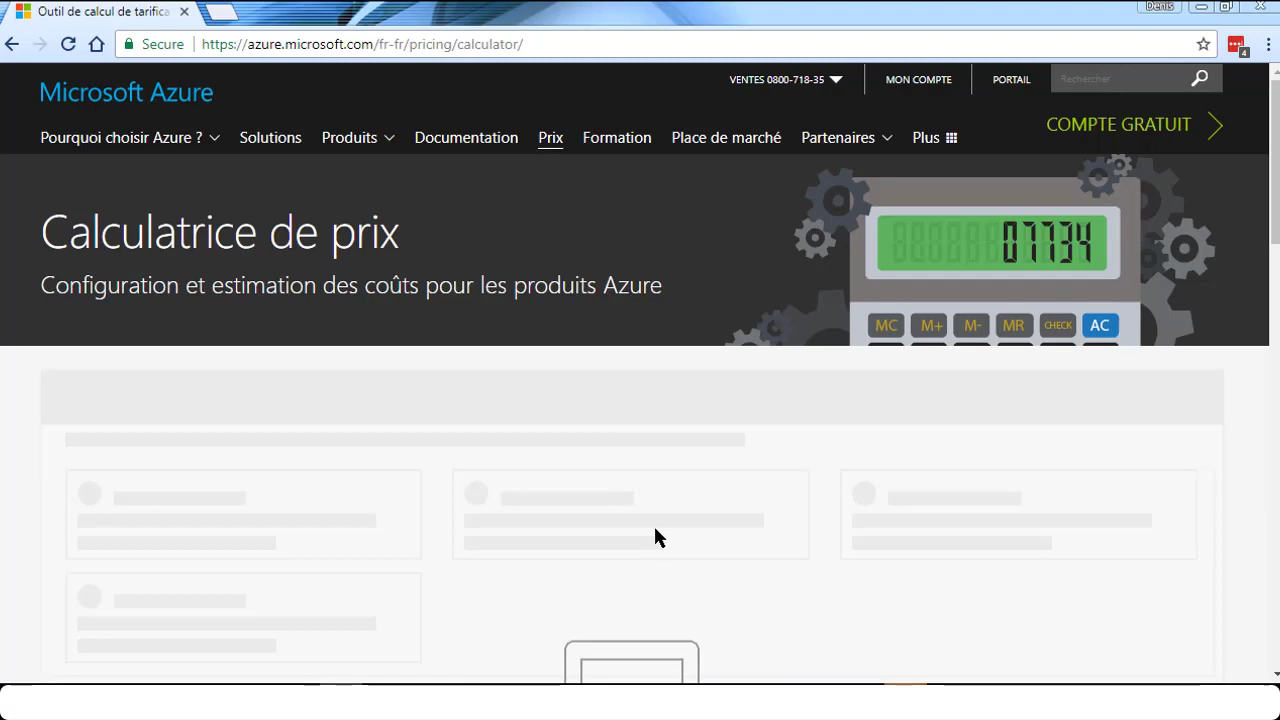 Outil de calcul de tarifica
Denis
Secure
https://azure.microsoft.com/fr-fr/pricing/calculator/
4
Microsoft Azure
VENTES 0800-718-35
MON COMPTE
PORTAIL
Rechercher
Pourquoi choisir Azure ?
Solutions
Produits
Documentation
Prix
Formation
Place de marché
Partenaires
Plus
COMPTE GRATUIT
Calculatrice de prix
Configuration et estimation des coûts pour les produits Azure
07734
MC M+ M- MR CHECK AC